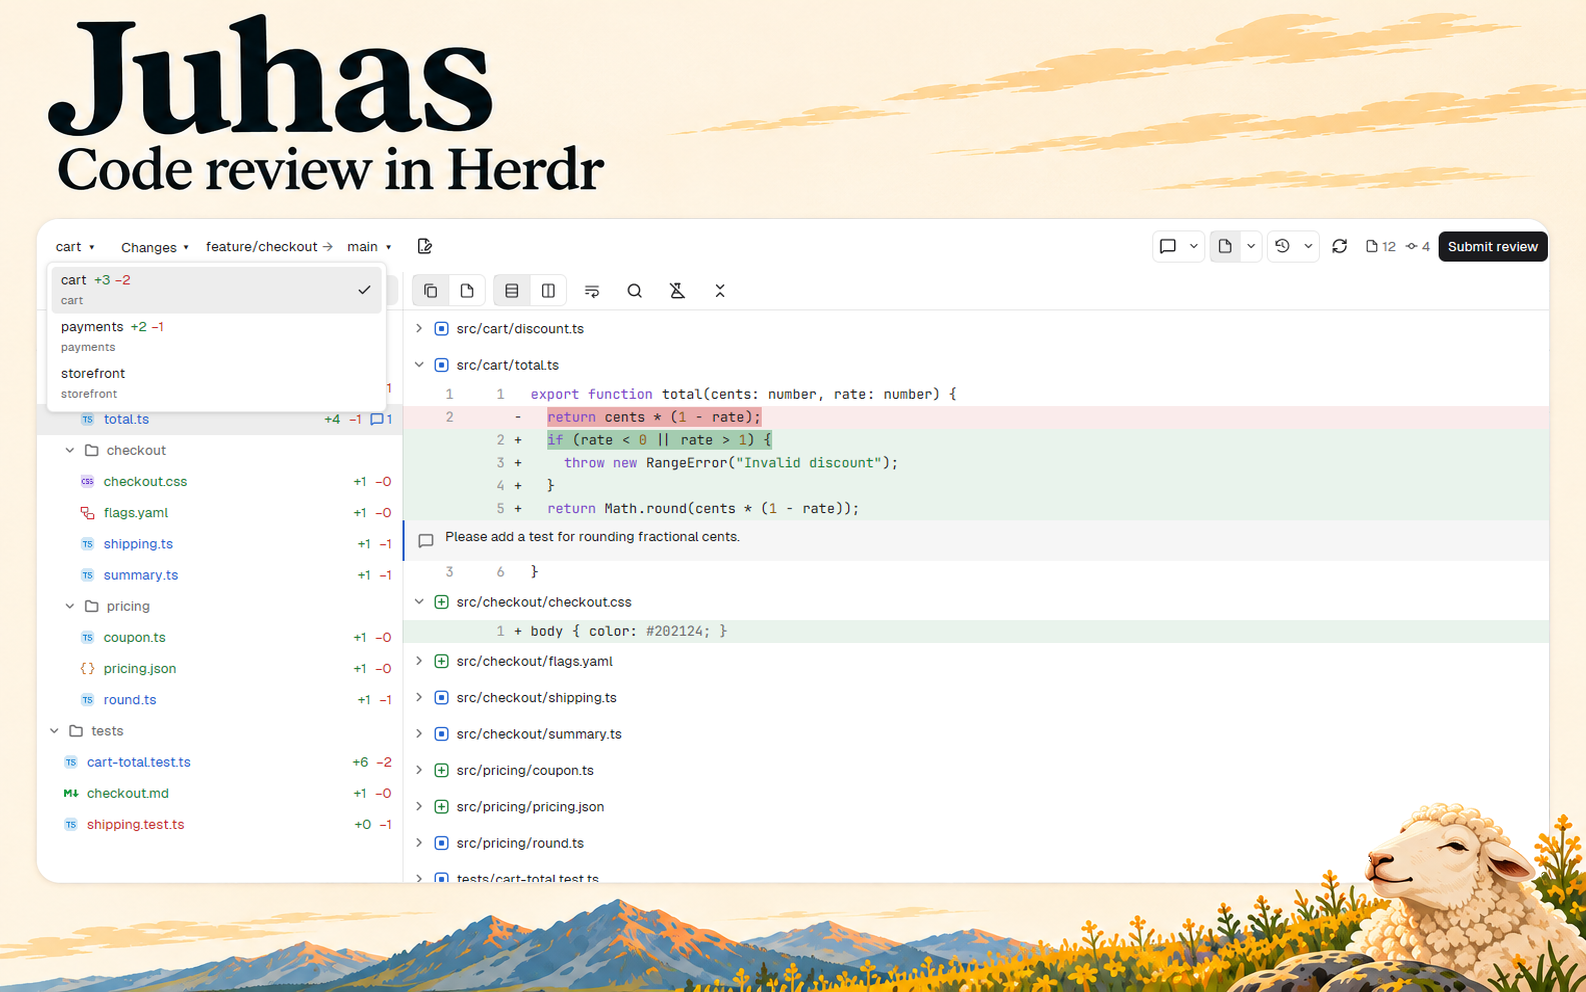 Juhas
Code review in Herdr
cart
Changes
feature/checkout → main
12
4
Submit review
cart +3 −2
cart
payments +2 −1
payments
storefront
storefront
1
total.ts +4 −1 1
checkout
checkout.css +1 −0
flags.yaml +1 −0
shipping.ts +1 −1
summary.ts +1 −1
pricing
coupon.ts +1 −0
pricing.json +1 −0
round.ts +1 −1
tests
cart-total.test.ts +6 −2
checkout.md +1 −0
shipping.test.ts +0 −1
src/cart/discount.ts
src/cart/total.ts
1 1 export function total(cents: number, rate: number) {
2 - return cents * (1 - rate);
2 + if (rate < 0 || rate > 1) {
3 + throw new RangeError("Invalid discount");
4 + }
5 + return Math.round(cents * (1 - rate));
Please add a test for rounding fractional cents.
3 6 }
src/checkout/checkout.css
1 + body { color: #202124; }
src/checkout/flags.yaml
src/checkout/shipping.ts
src/checkout/summary.ts
src/pricing/coupon.ts
src/pricing/pricing.json
src/pricing/round.ts
tests/cart-total.test.ts